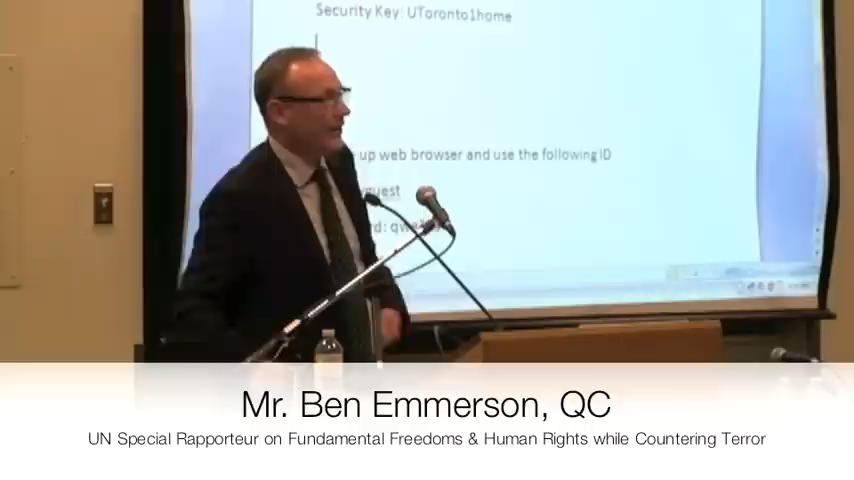 Security Key: UToronto1home
up web browser and use the following ID
guest
Mr. Ben Emmerson, QC
UN Special Rapporteur on Fundamental Freedoms & Human Rights while Countering Terror